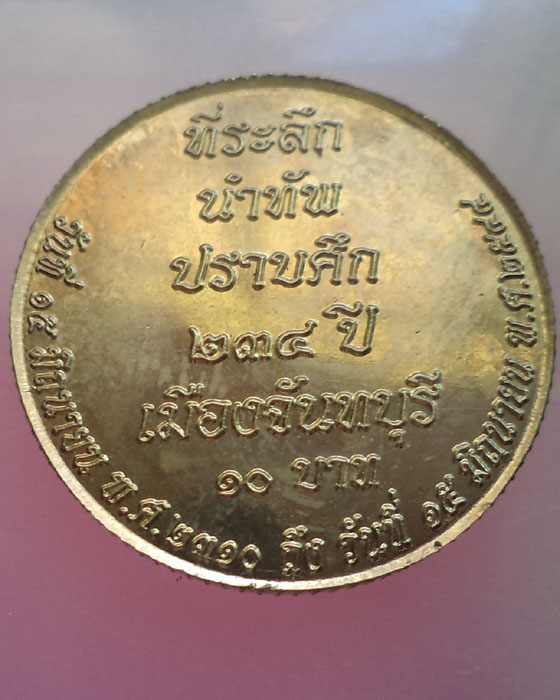 ที่ระลึก
นำทัพ
ปราบศึก
๒๓๔ ปี
เมืองจันทบุรี
๑๐ บาท
วันที่ ๑๕ มิถุนายน พ.ศ.๒๓๑๐ ถึง วันที่ ๑๕ มิถุนายน พ.ศ.๒๕๔๔